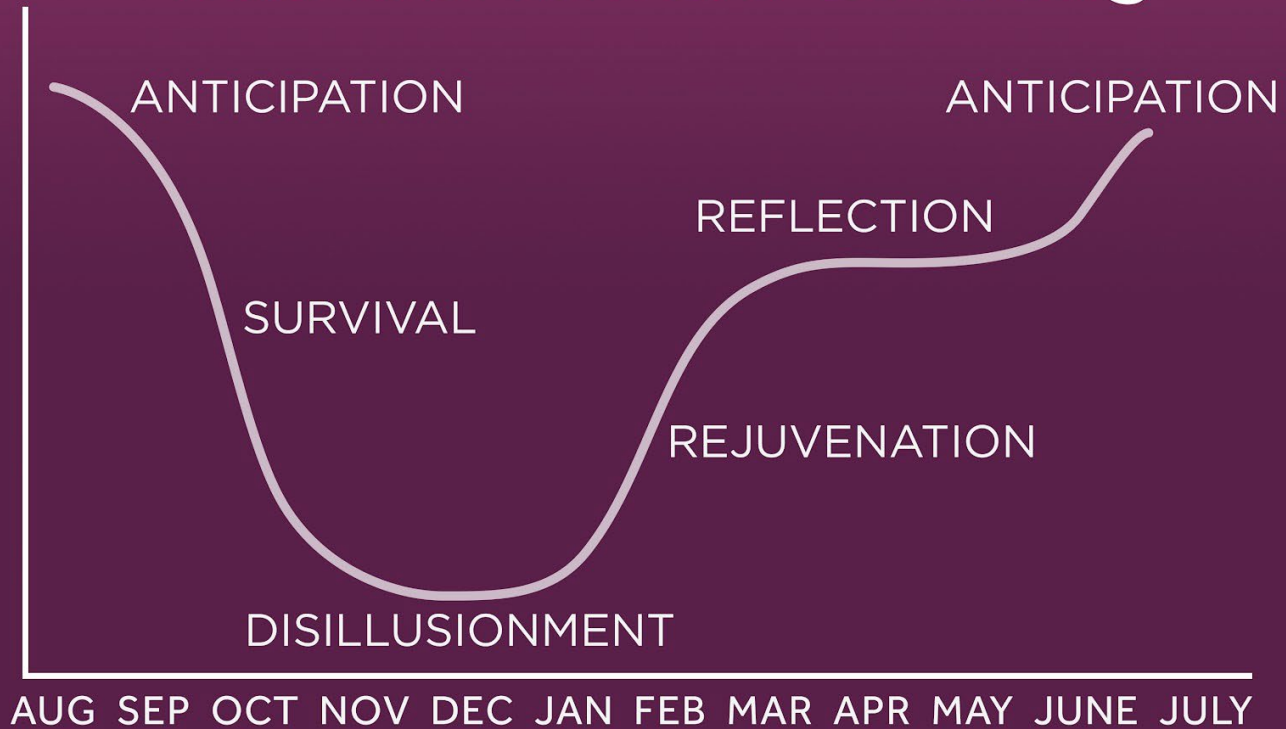 ANTICIPATION
ANTICIPATION
REFLECTION
SURVIVAL
REJUVENATION
DISILLUSIONMENT
AUG SEP OCT NOV DEC JAN FEB MAR APR MAY JUNE JULY